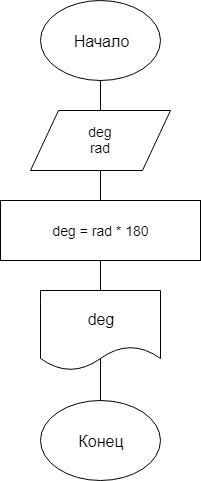 Начало
deg
rad
deg = rad * 180
deg
Конец